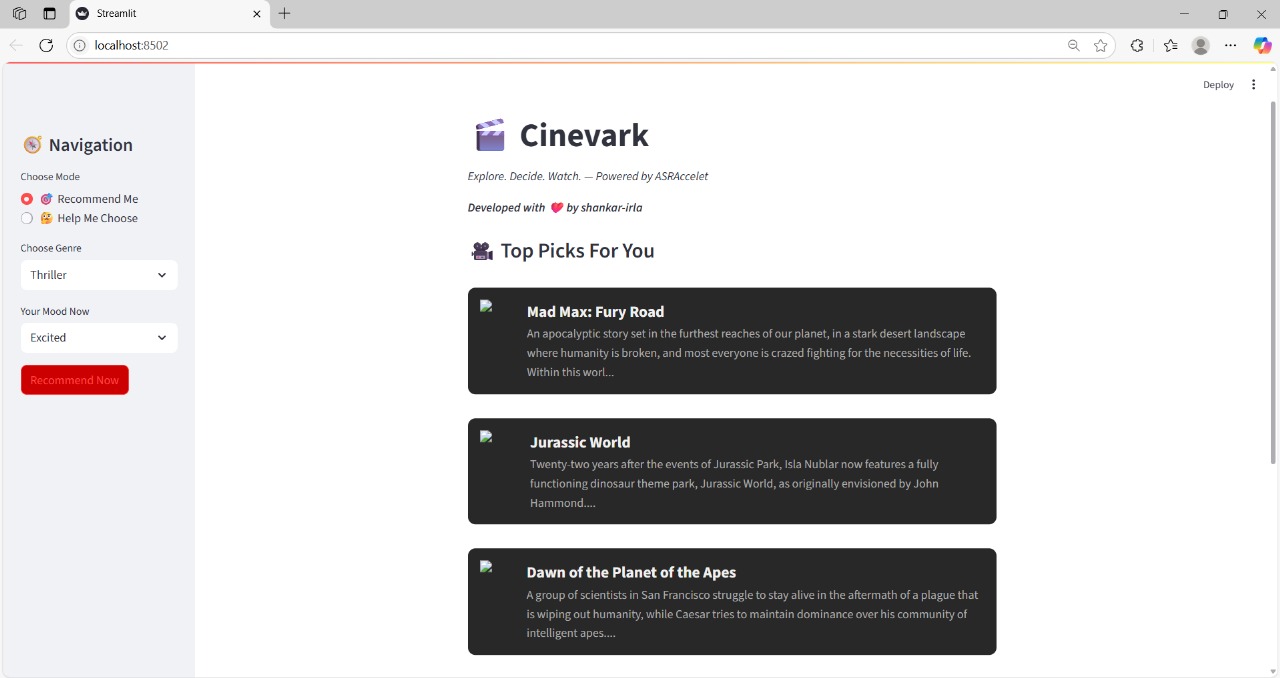 Streamlit
localhost:8502
Deploy
Navigation
Choose Mode
Recommend Me
Help Me Choose
Choose Genre
Thriller
Your Mood Now
Excited
Recommend Now
Cinevark
Explore. Decide. Watch. — Powered by ASRAccelet
Developed with ❤️ by shankar-irla
Top Picks For You
Mad Max: Fury Road
An apocalyptic story set in the furthest reaches of our planet, in a stark desert landscape
where humanity is broken, and most everyone is crazed fighting for the necessities of life.
Within this worl...
Jurassic World
Twenty-two years after the events of Jurassic Park, Isla Nublar now features a fully
functioning dinosaur theme park, Jurassic World, as originally envisioned by John
Hammond....
Dawn of the Planet of the Apes
A group of scientists in San Francisco struggle to stay alive in the aftermath of a plague that
is wiping out humanity, while Caesar tries to maintain dominance over his community of
intelligent apes....